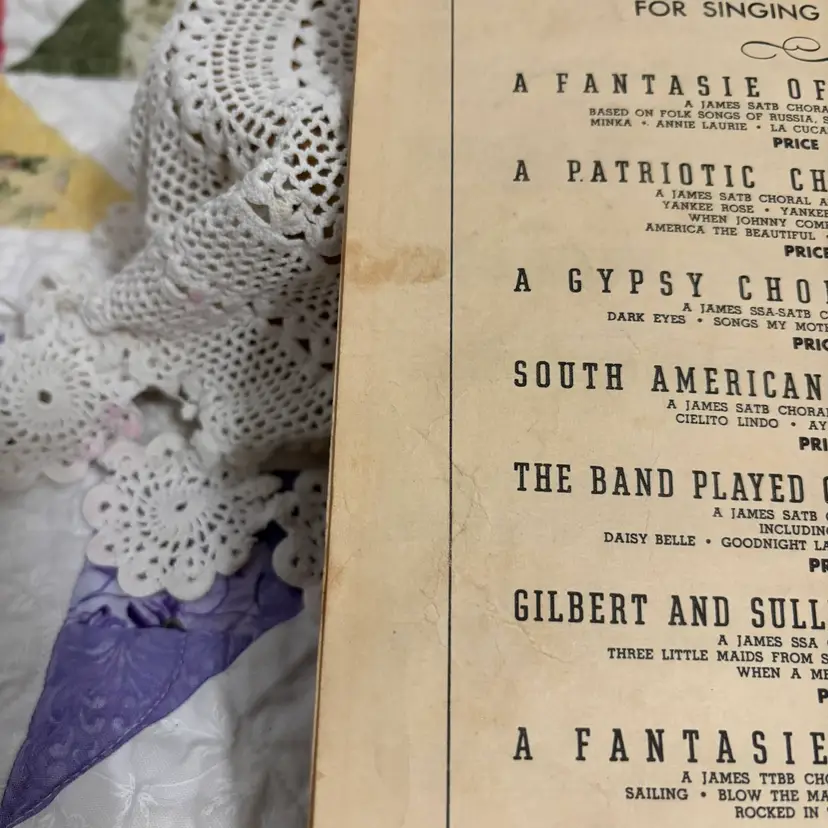 FOR SINGING
A FANTASIE OF
A JAMES SATB CHORA
BASED ON FOLK SONGS OF RUSSIA, S
MINKA • ANNIE LAURIE • LA CUCA
PRICE
A PATRIOTIC CH
A JAMES SATB CHORAL A
YANKEE ROSE • YANKEE
WHEN JOHNNY COME
AMERICA THE BEAUTIFUL •
PRICE
A GYPSY CHO
A JAMES SSA-SATB C
DARK EYES • SONGS MY MOTH
PRIC
SOUTH AMERICAN
A JAMES SATB CHORAL
CIELITO LINDO • AY
PRI
THE BAND PLAYED O
A JAMES SATB C
INCLUDING
DAISY BELLE • GOODNIGHT LA
PR
GILBERT AND SULL
A JAMES SSA
THREE LITTLE MAIDS FROM S
WHEN A ME
P
A FANTASIE
A JAMES TTBB CHO
SAILING • BLOW THE MA
ROCKED IN